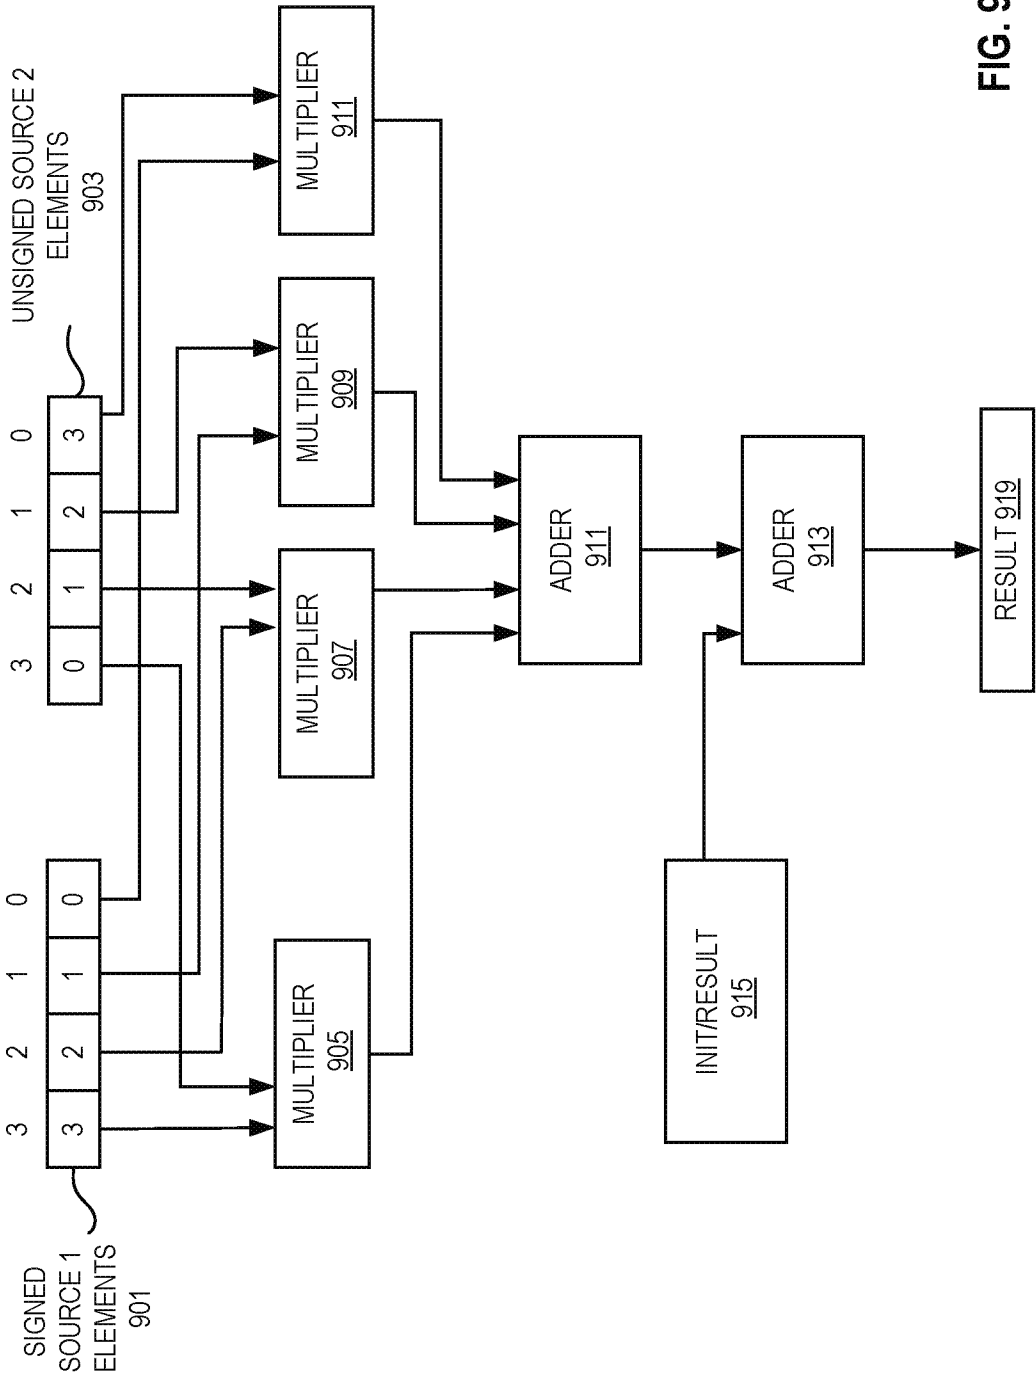 SIGNED
SOURCE 1
ELEMENTS
901
3 2 1 0
3 2 1 0
3 2 1 0
0 1 2 3
UNSIGNED SOURCE 2
ELEMENTS
903
MULTIPLIER
905
MULTIPLIER
907
MULTIPLIER
909
MULTIPLIER
911
ADDER
911
INIT/RESULT
915
ADDER
913
RESULT 919
FIG. 9